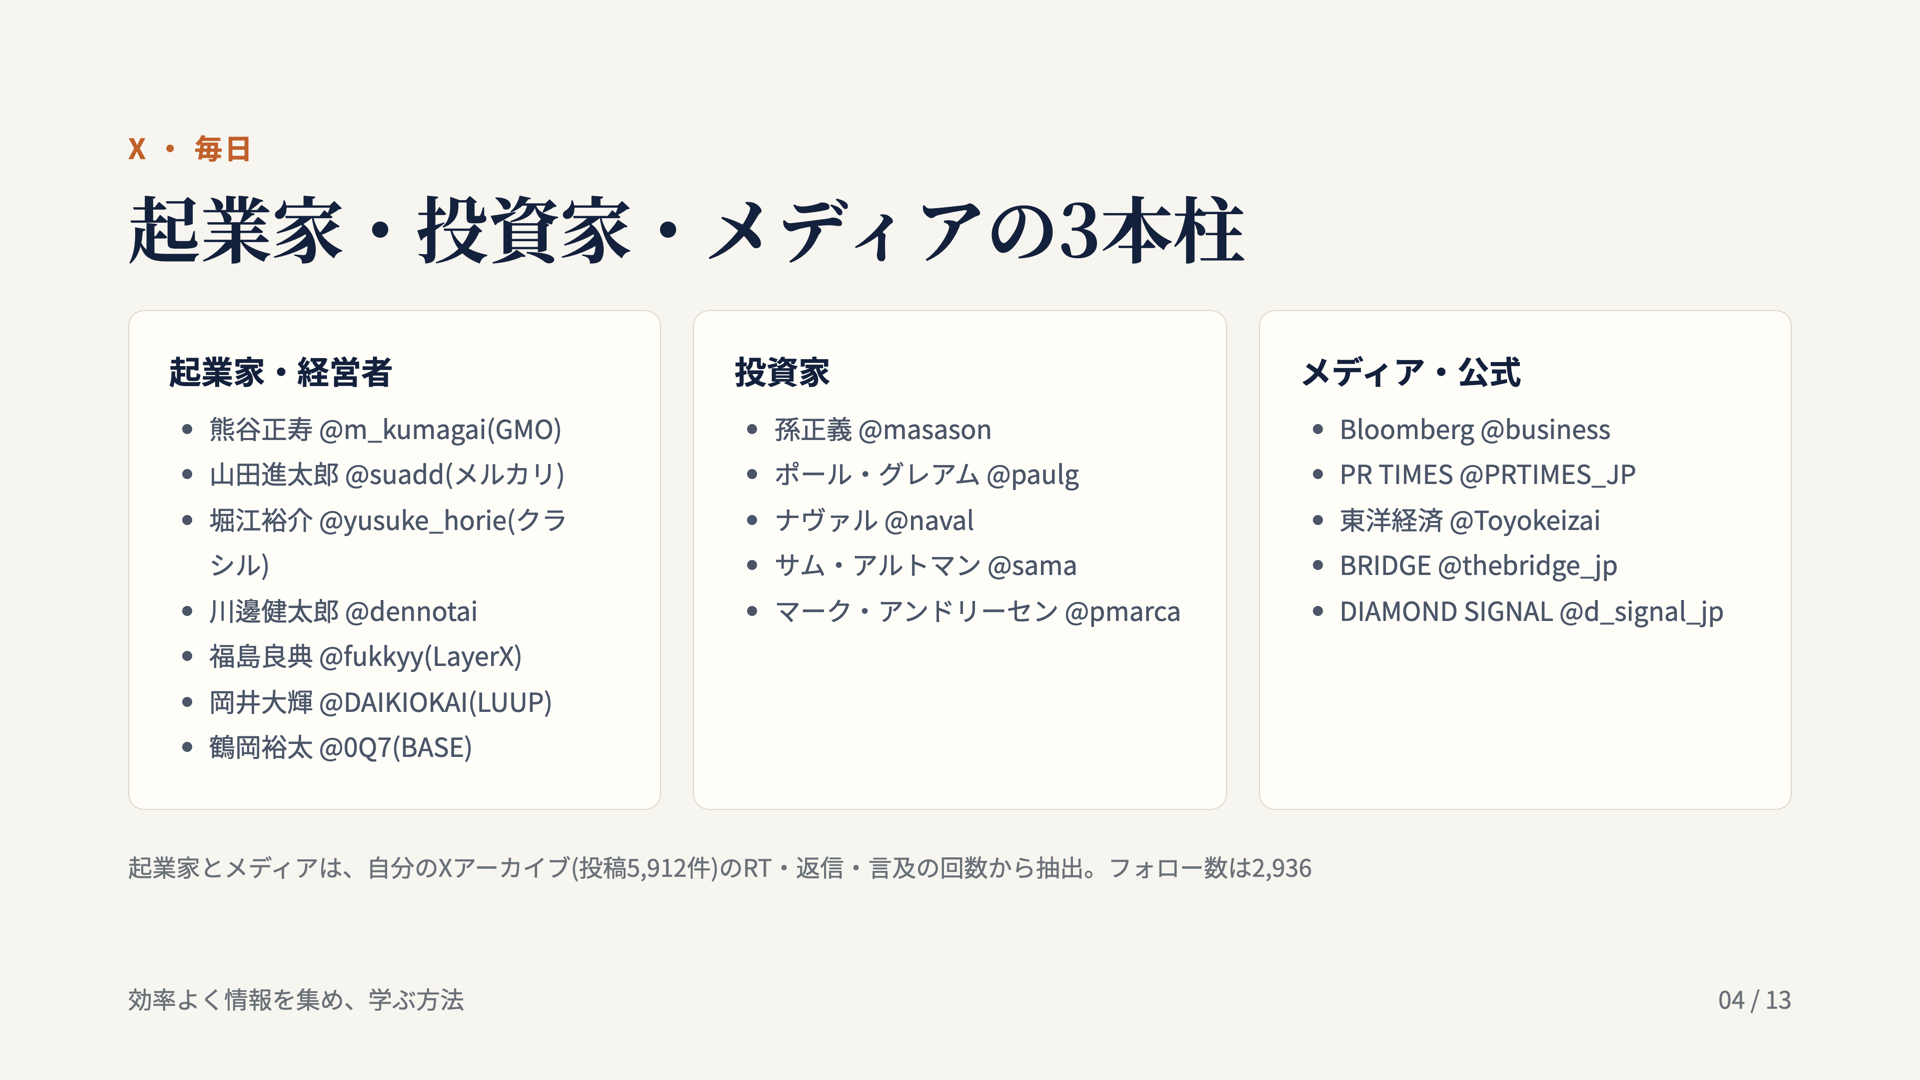 X ・ 毎日
起業家・投資家・メディアの3本柱
起業家・経営者
熊谷正寿 @m_kumagai(GMO)
山田進太郎 @suadd(メルカリ)
堀江裕介 @yusuke_horie(クラ
シル)
川邊健太郎 @dennotai
福島良典 @fukkyy(LayerX)
岡井大輝 @DAIKIOKAI(LUUP)
鶴岡裕太 @0Q7(BASE)
投資家
孫正義 @masason
ポール・グレアム @paulg
ナヴァル @naval
サム・アルトマン @sama
マーク・アンドリーセン @pmarca
メディア・公式
Bloomberg @business
PR TIMES @PRTIMES_JP
東洋経済 @Toyokeizai
BRIDGE @thebridge_jp
DIAMOND SIGNAL @d_signal_jp
起業家とメディアは、自分のXアーカイブ(投稿5,912件)のRT・返信・言及の回数から抽出。フォロー数は2,936
効率よく情報を集め、学ぶ方法
04 / 13